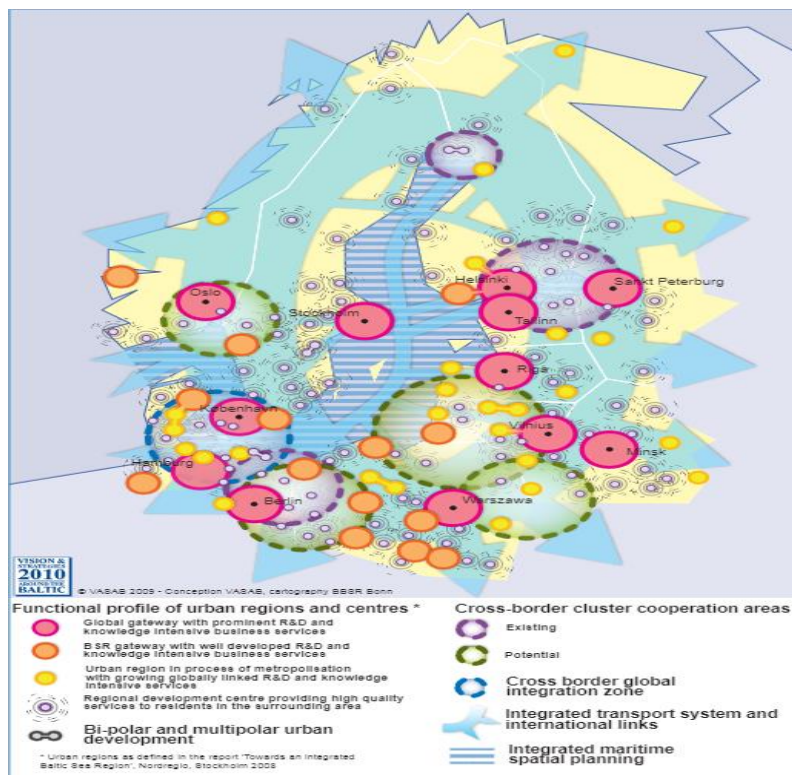 Oslo
Helsinki
Sankt Peterburg
Stockholm
Tallinn
Riga
København
Vilnius
Minsk
Hamburg
Berlin
Warszawa
VISION &
STRATEGIES
2010
AROUND THE
BALTIC
© VASAB 2009 - Conception VASAB, cartography BBSR Bonn
Functional profile of urban regions and centres *
Global gateway with prominent R&D and
knowledge intensive business services
BSR gateway with well developed R&D and
knowledge intensive business services
Urban region in process of metropolisation
with growing globally linked R&D and knowledge
intensive services
Regional development centre providing high quality
services to residents in the surrounding area
Bi-polar and multipolar urban
development
* Urban regions as defined in the report 'Towards an Integrated
Baltic Sea Region', Nordregio, Stockholm 2008
Cross-border cluster cooperation areas
Existing
Potential
Cross border global
integration zone
Integrated transport system and
international links
Integrated maritime
spatial planning